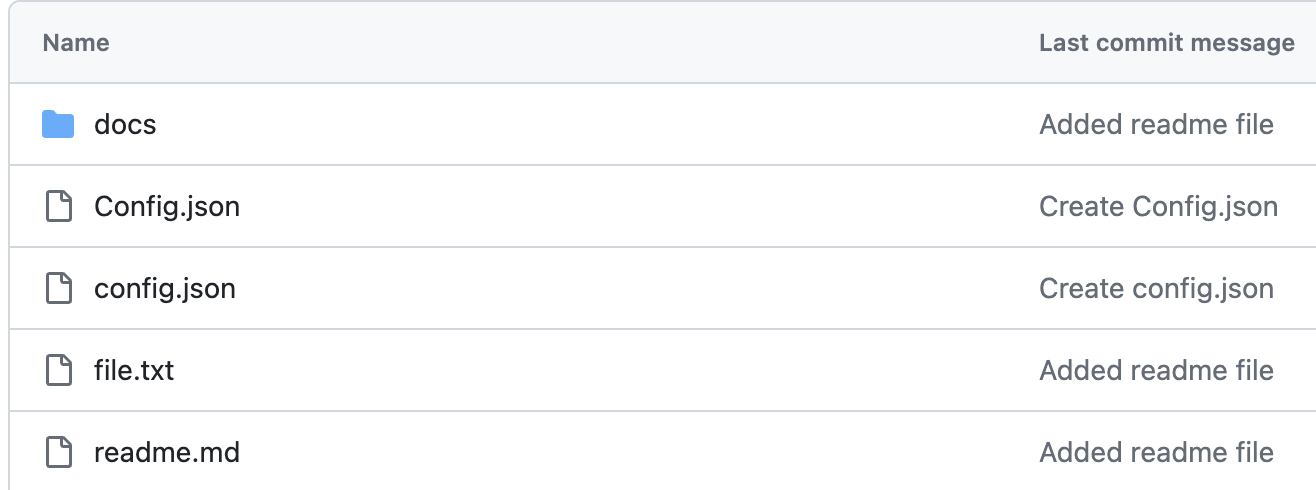 Name Last commit message
docs Added readme file
Config.json Create Config.json
config.json Create config.json
file.txt Added readme file
readme.md Added readme file